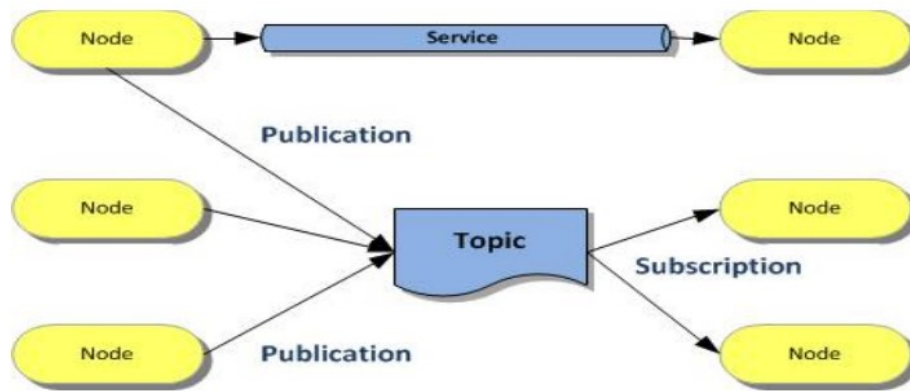 Node
Service
Node
Publication
Node
Topic
Node
Subscription
Node
Publication
Node